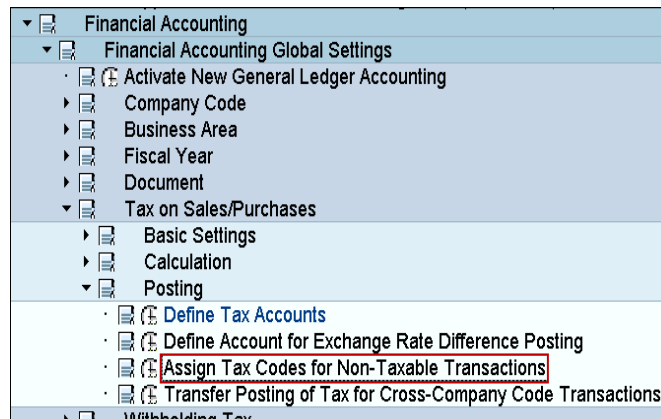 Financial Accounting
Financial Accounting Global Settings
Activate New General Ledger Accounting
Company Code
Business Area
Fiscal Year
Document
Tax on Sales/Purchases
Basic Settings
Calculation
Posting
Define Tax Accounts
Define Account for Exchange Rate Difference Posting
Assign Tax Codes for Non-Taxable Transactions
Transfer Posting of Tax for Cross-Company Code Transactions
Withholding Tax